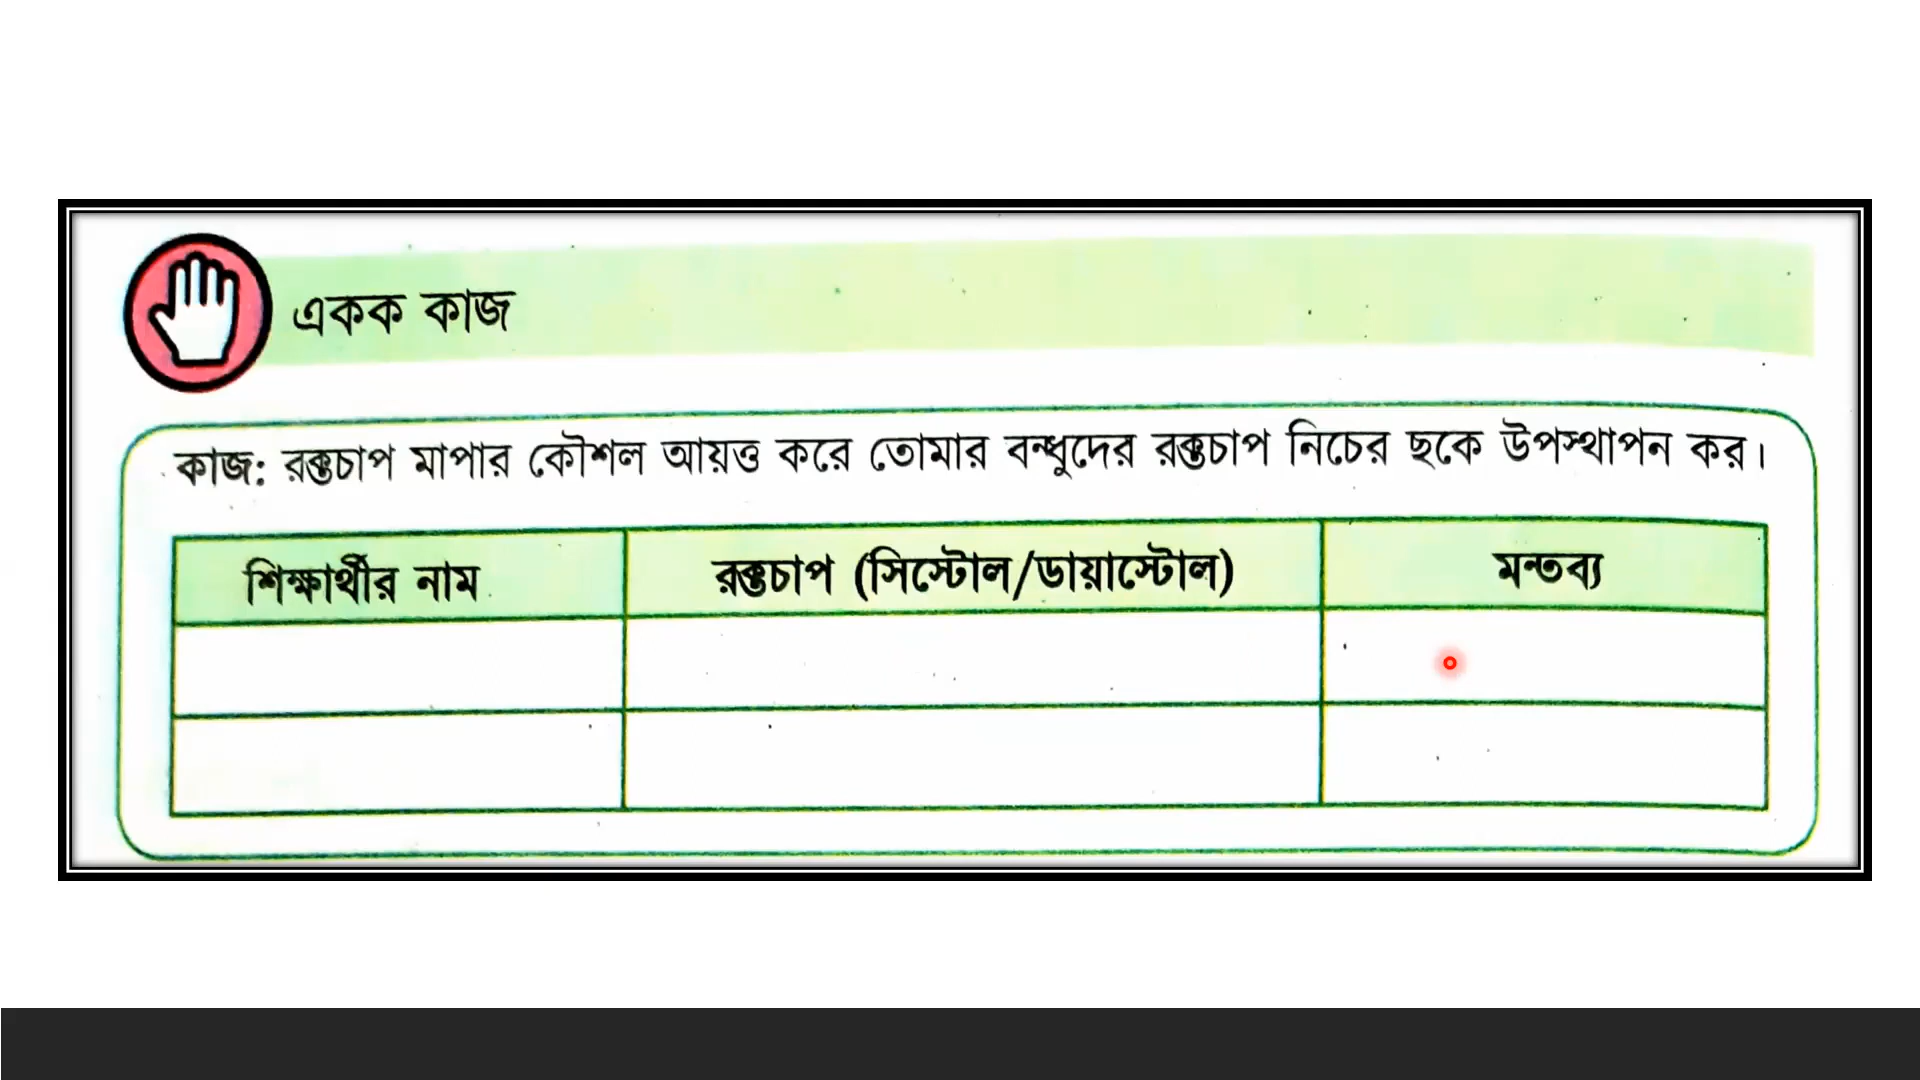 একক কাজ
কাজ: রক্তচাপ মাপার কৌশল আয়ত্ত করে তোমার বন্ধুদের রক্তচাপ নিচের ছকে উপস্থাপন কর।
শিক্ষার্থীর নাম রক্তচাপ (সিস্টোল/ডায়াস্টোল) মন্তব্য